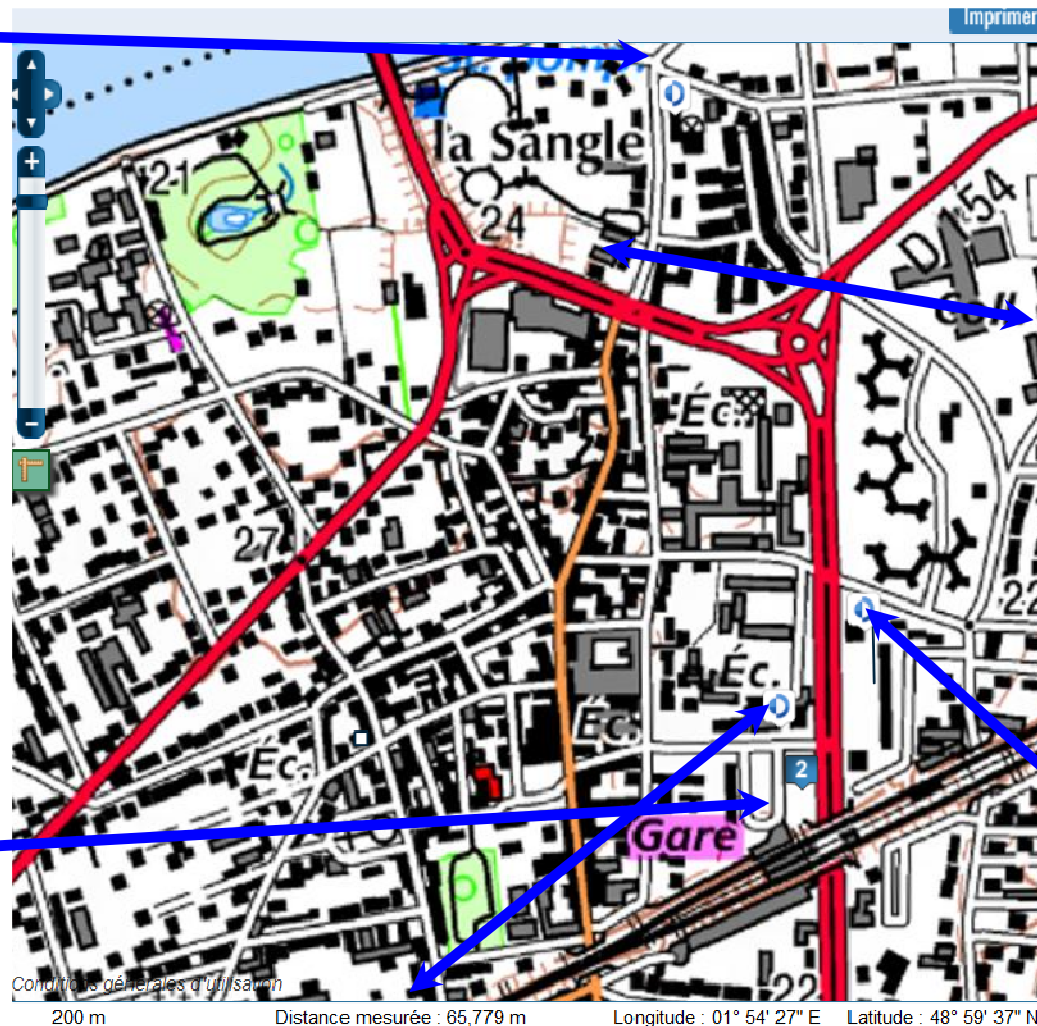 Imprimer
la Sangle
21
24
D 54
Éc.
27
22
Éc.
Éc.
Éc.
2
Gare
Conditions générales d'utilisation
22
200 m Distance mesurée : 65,779 m Longitude : 01° 54' 27" E Latitude : 48° 59' 37" N